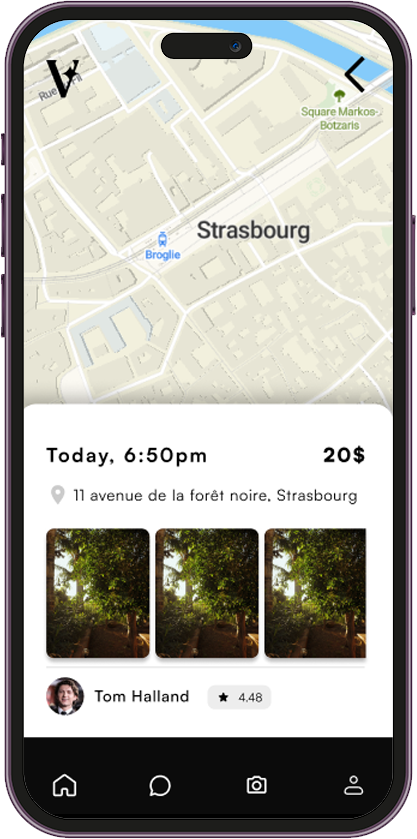 V
Square Markos-
Botzaris
Strasbourg
Broglie
Today, 6:50pm
20$
11 avenue de la forêt noire, Strasbourg
Tom Halland
4.48